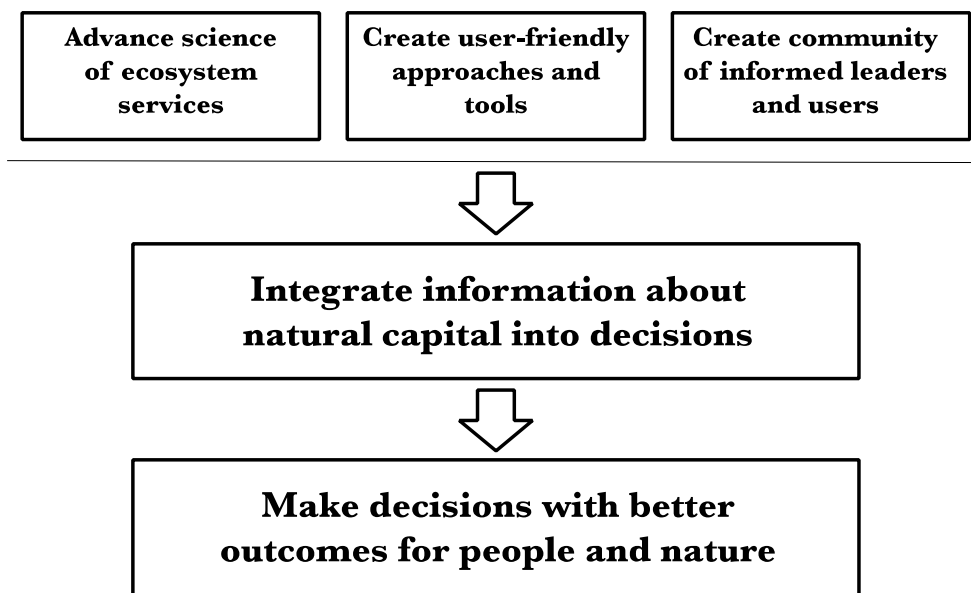 Advance science
of ecosystem
services
Create user-friendly
approaches and
tools
Create community
of informed leaders
and users
Integrate information about
natural capital into decisions
Make decisions with better
outcomes for people and nature